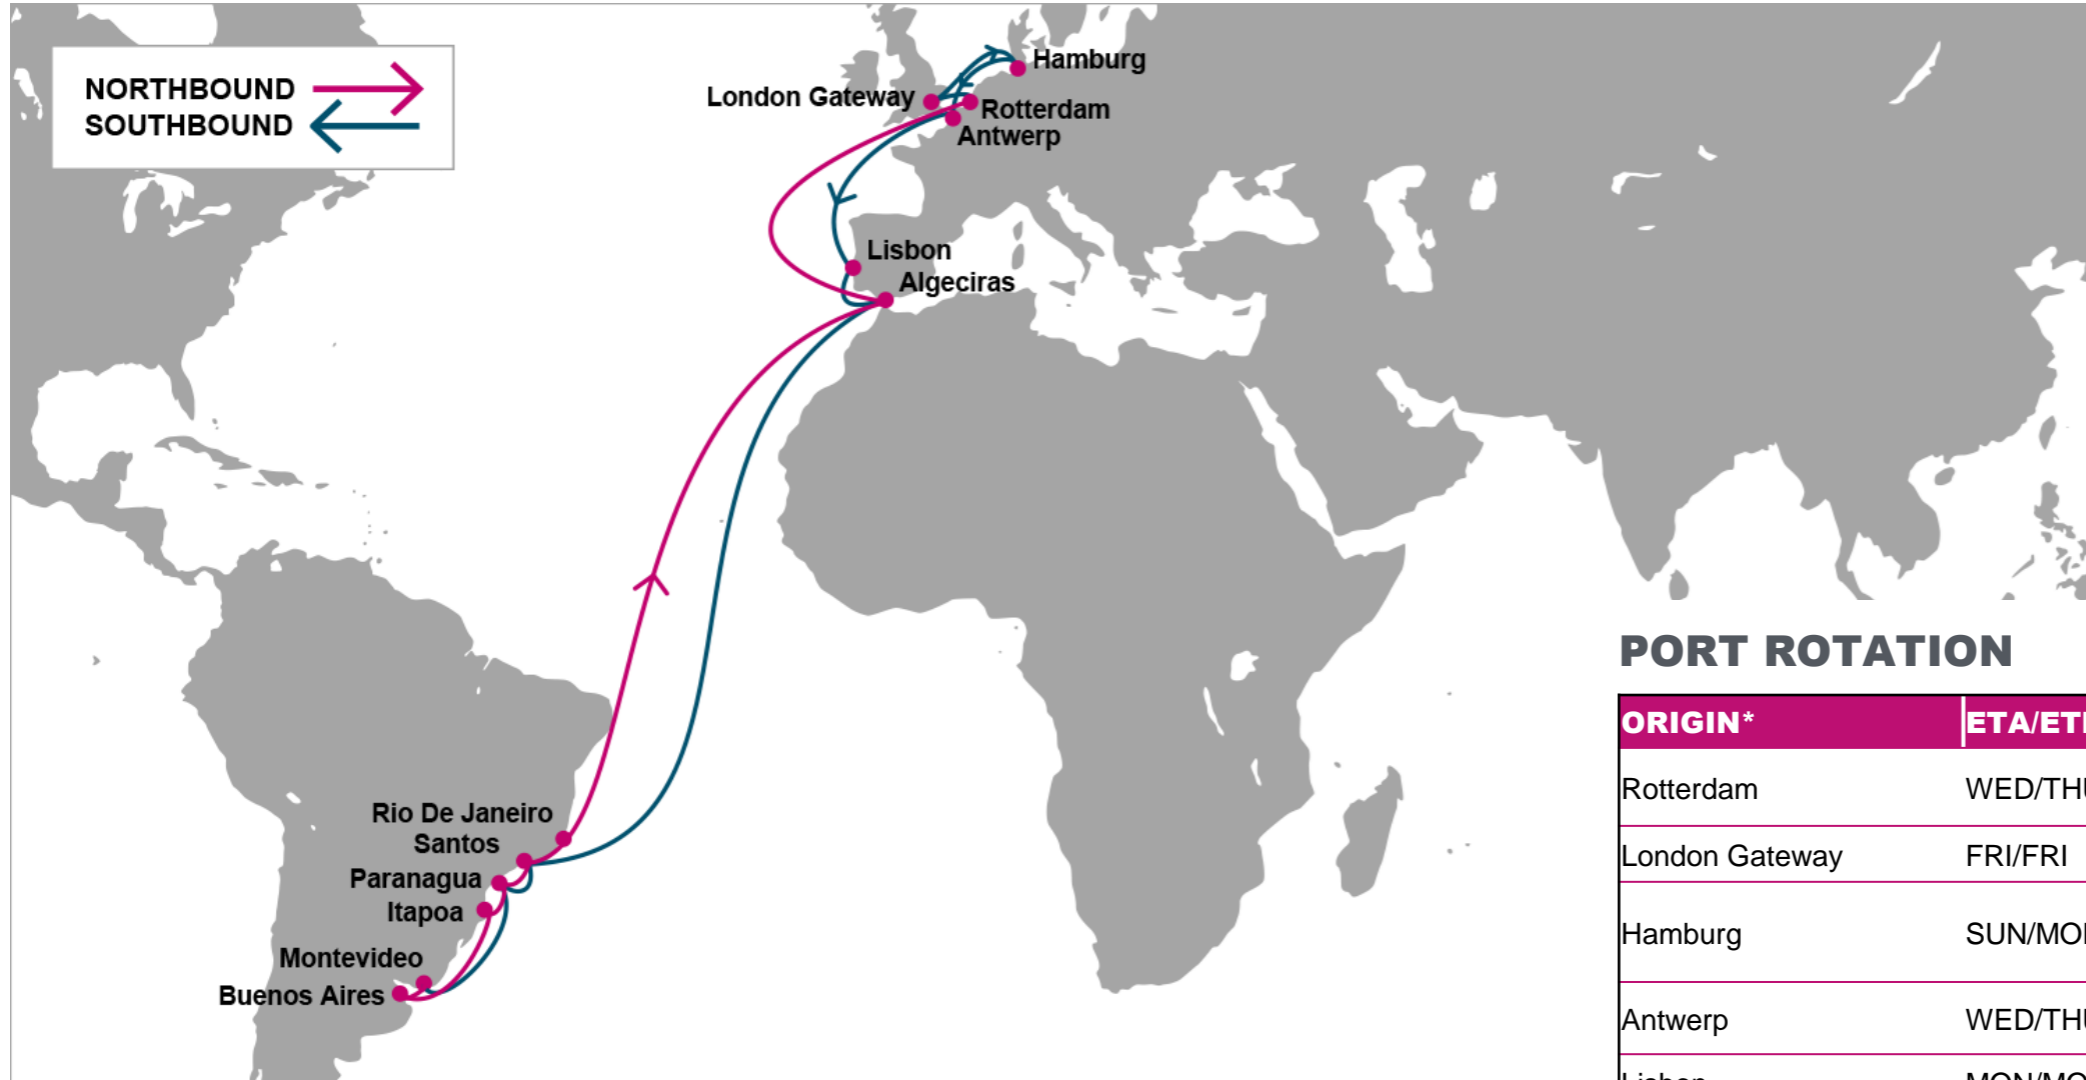 NORTHBOUND
SOUTHBOUND
Hamburg
London Gateway
Rotterdam
Antwerp
Lisbon
Algeciras
Rio De Janeiro
Santos
Paranagua
Itapoa
Montevideo
Buenos Aires
PORT ROTATION
ORIGIN*
Rotterdam
London Gateway FRI/FRI
Hamburg
Antwerp
Lisbon